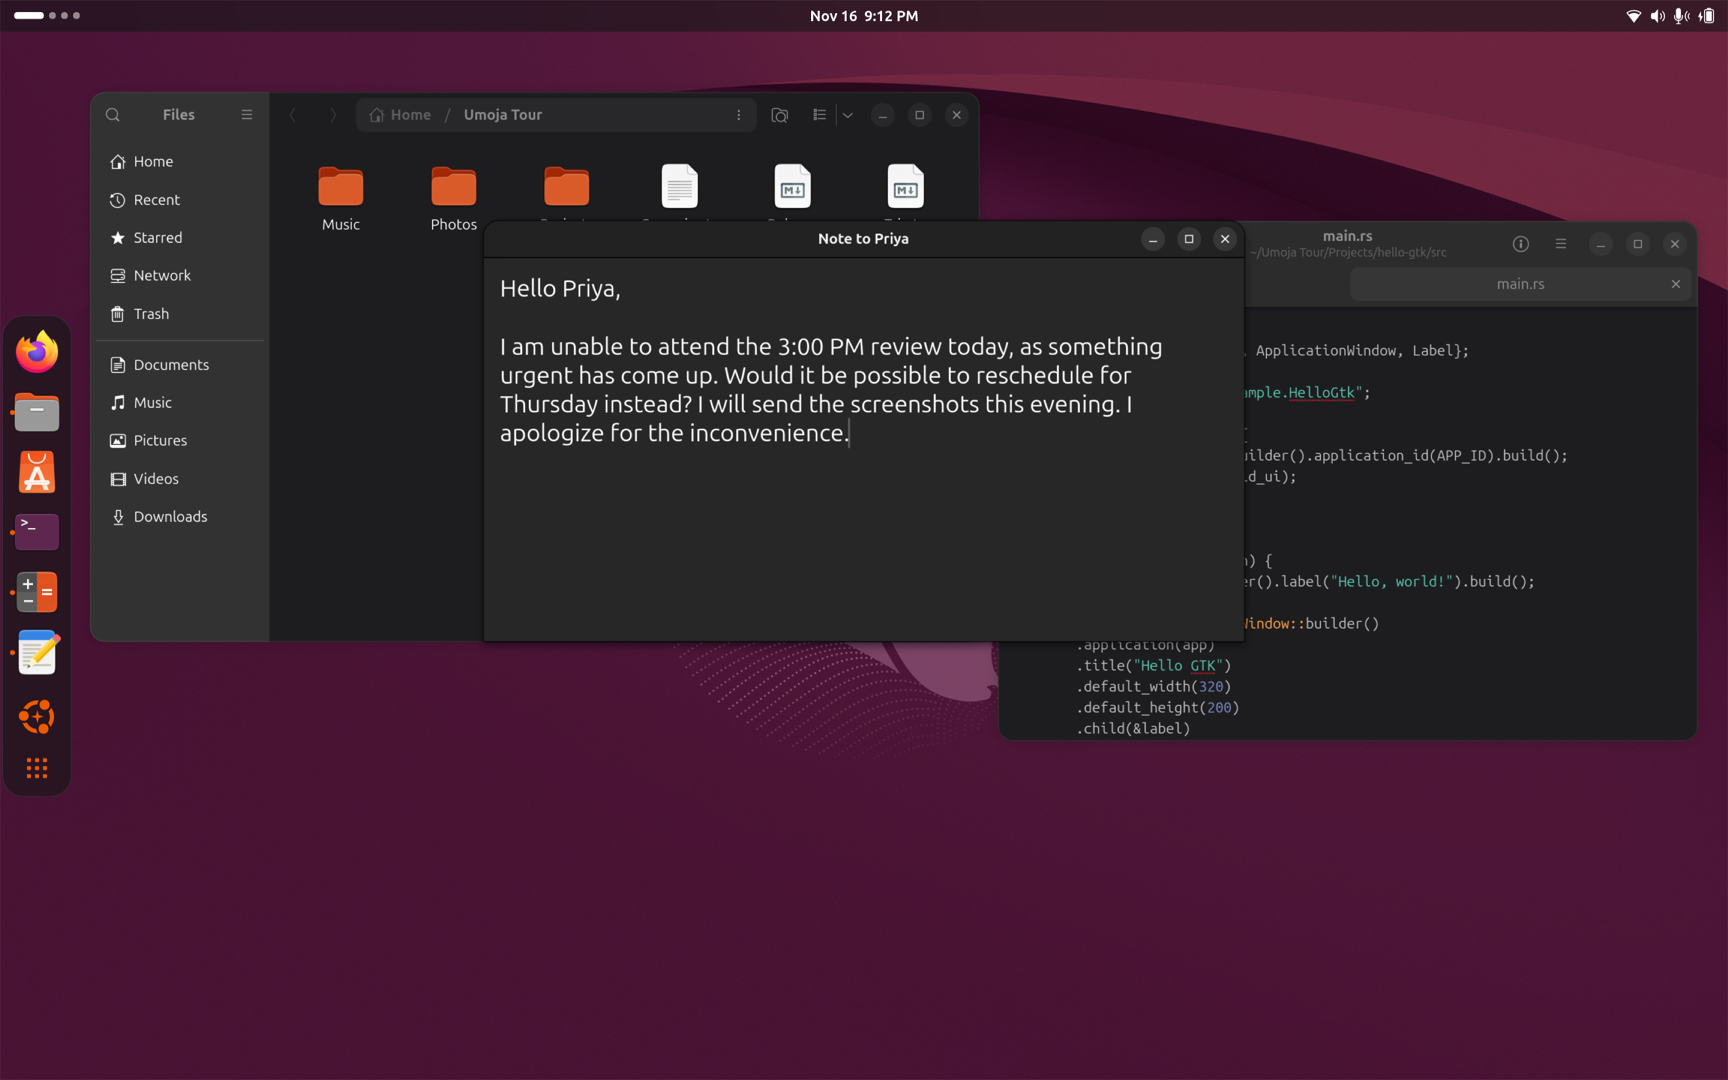 Nov 16 9:12 PM
Files
Home / Umoja Tour
Home
Recent
Starred
Network
Trash
Documents
Music
Pictures
Videos
Downloads
Music
Photos
Note to Priya
Hello Priya,
I am unable to attend the 3:00 PM review today, as something
urgent has come up. Would it be possible to reschedule for
Thursday instead? I will send the screenshots this evening. I
apologize for the inconvenience.
main.rs
~/Umoja Tour/Projects/hello-gtk/src
main.rs
, ApplicationWindow, Label};
mple.HelloGtk";
uilder().application_id(APP_ID).build();
d_ui);
) {
er().label("Hello, world!").build();
Window::builder()
.application(app)
.title("Hello GTK")
.default_width(320)
.default_height(200)
.child(&label)